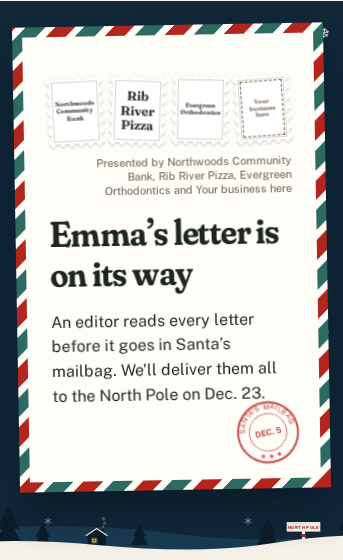 Northwoods
Community
Bank
Rib
River
Pizza
Evergreen
Orthodontics
Your
business
here
Presented by Northwoods Community
Bank, Rib River Pizza, Evergreen
Orthodontics and Your business here
Emma's letter is
on its way
An editor reads every letter
before it goes in Santa's
mailbag. We'll deliver them all
to the North Pole on Dec. 23.
SANTA'S MAILBAG
DEC. 5
NORTH POLE